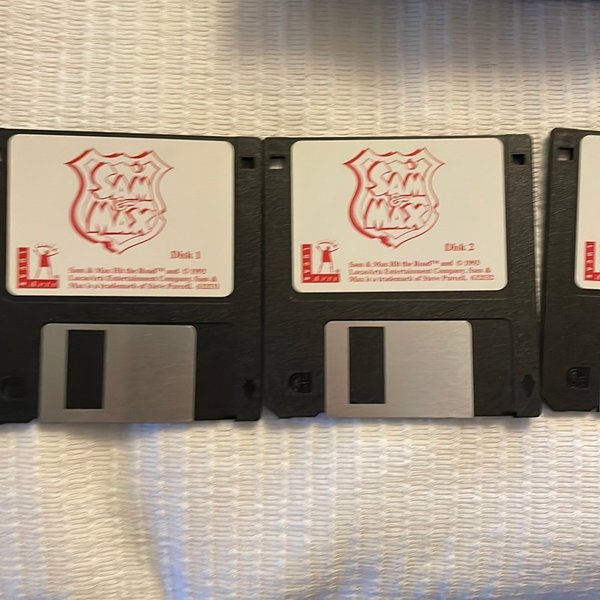 SAM
&
MAX
Disk 1
Sam & Max Hit the Road™ and © 1993
LucasArts Entertainment Company. Sam &
Max is a trademark of Steve Purcell.
SAM
&
MAX
Disk 2
Sam & Max Hit the Road™ and © 1993
LucasArts Entertainment Company. Sam &
Max is a trademark of Steve Purcell.